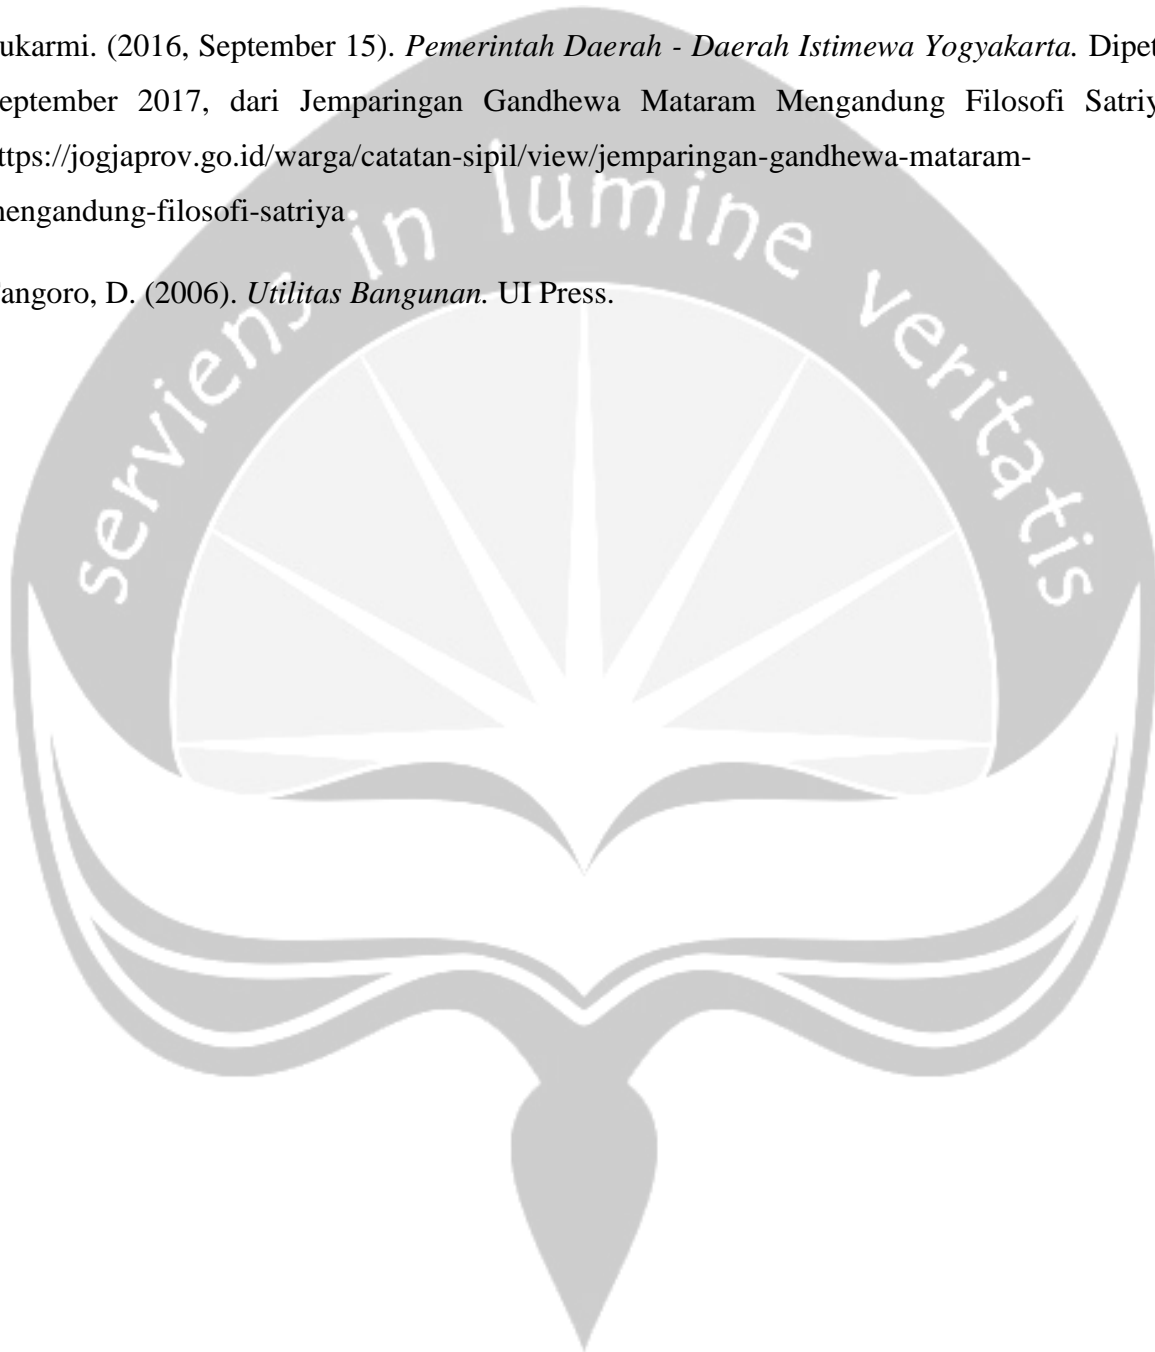 ukarmi. (2016, September 15). Pemerintah Daerah - Daerah Istimewa Yogyakarta. Dipet
eptember 2017, dari Jemparingan Gandhewa Mataram Mengandung Filosofi Satriy
ttps://jogjaprov.go.id/warga/catatan-sipil/view/jemparingan-gandhewa-mataram-
mengandung-filosofi-satriya
angoro, D. (2006). Utilitas Bangunan. UI Press.
serviens in lumine veritatis